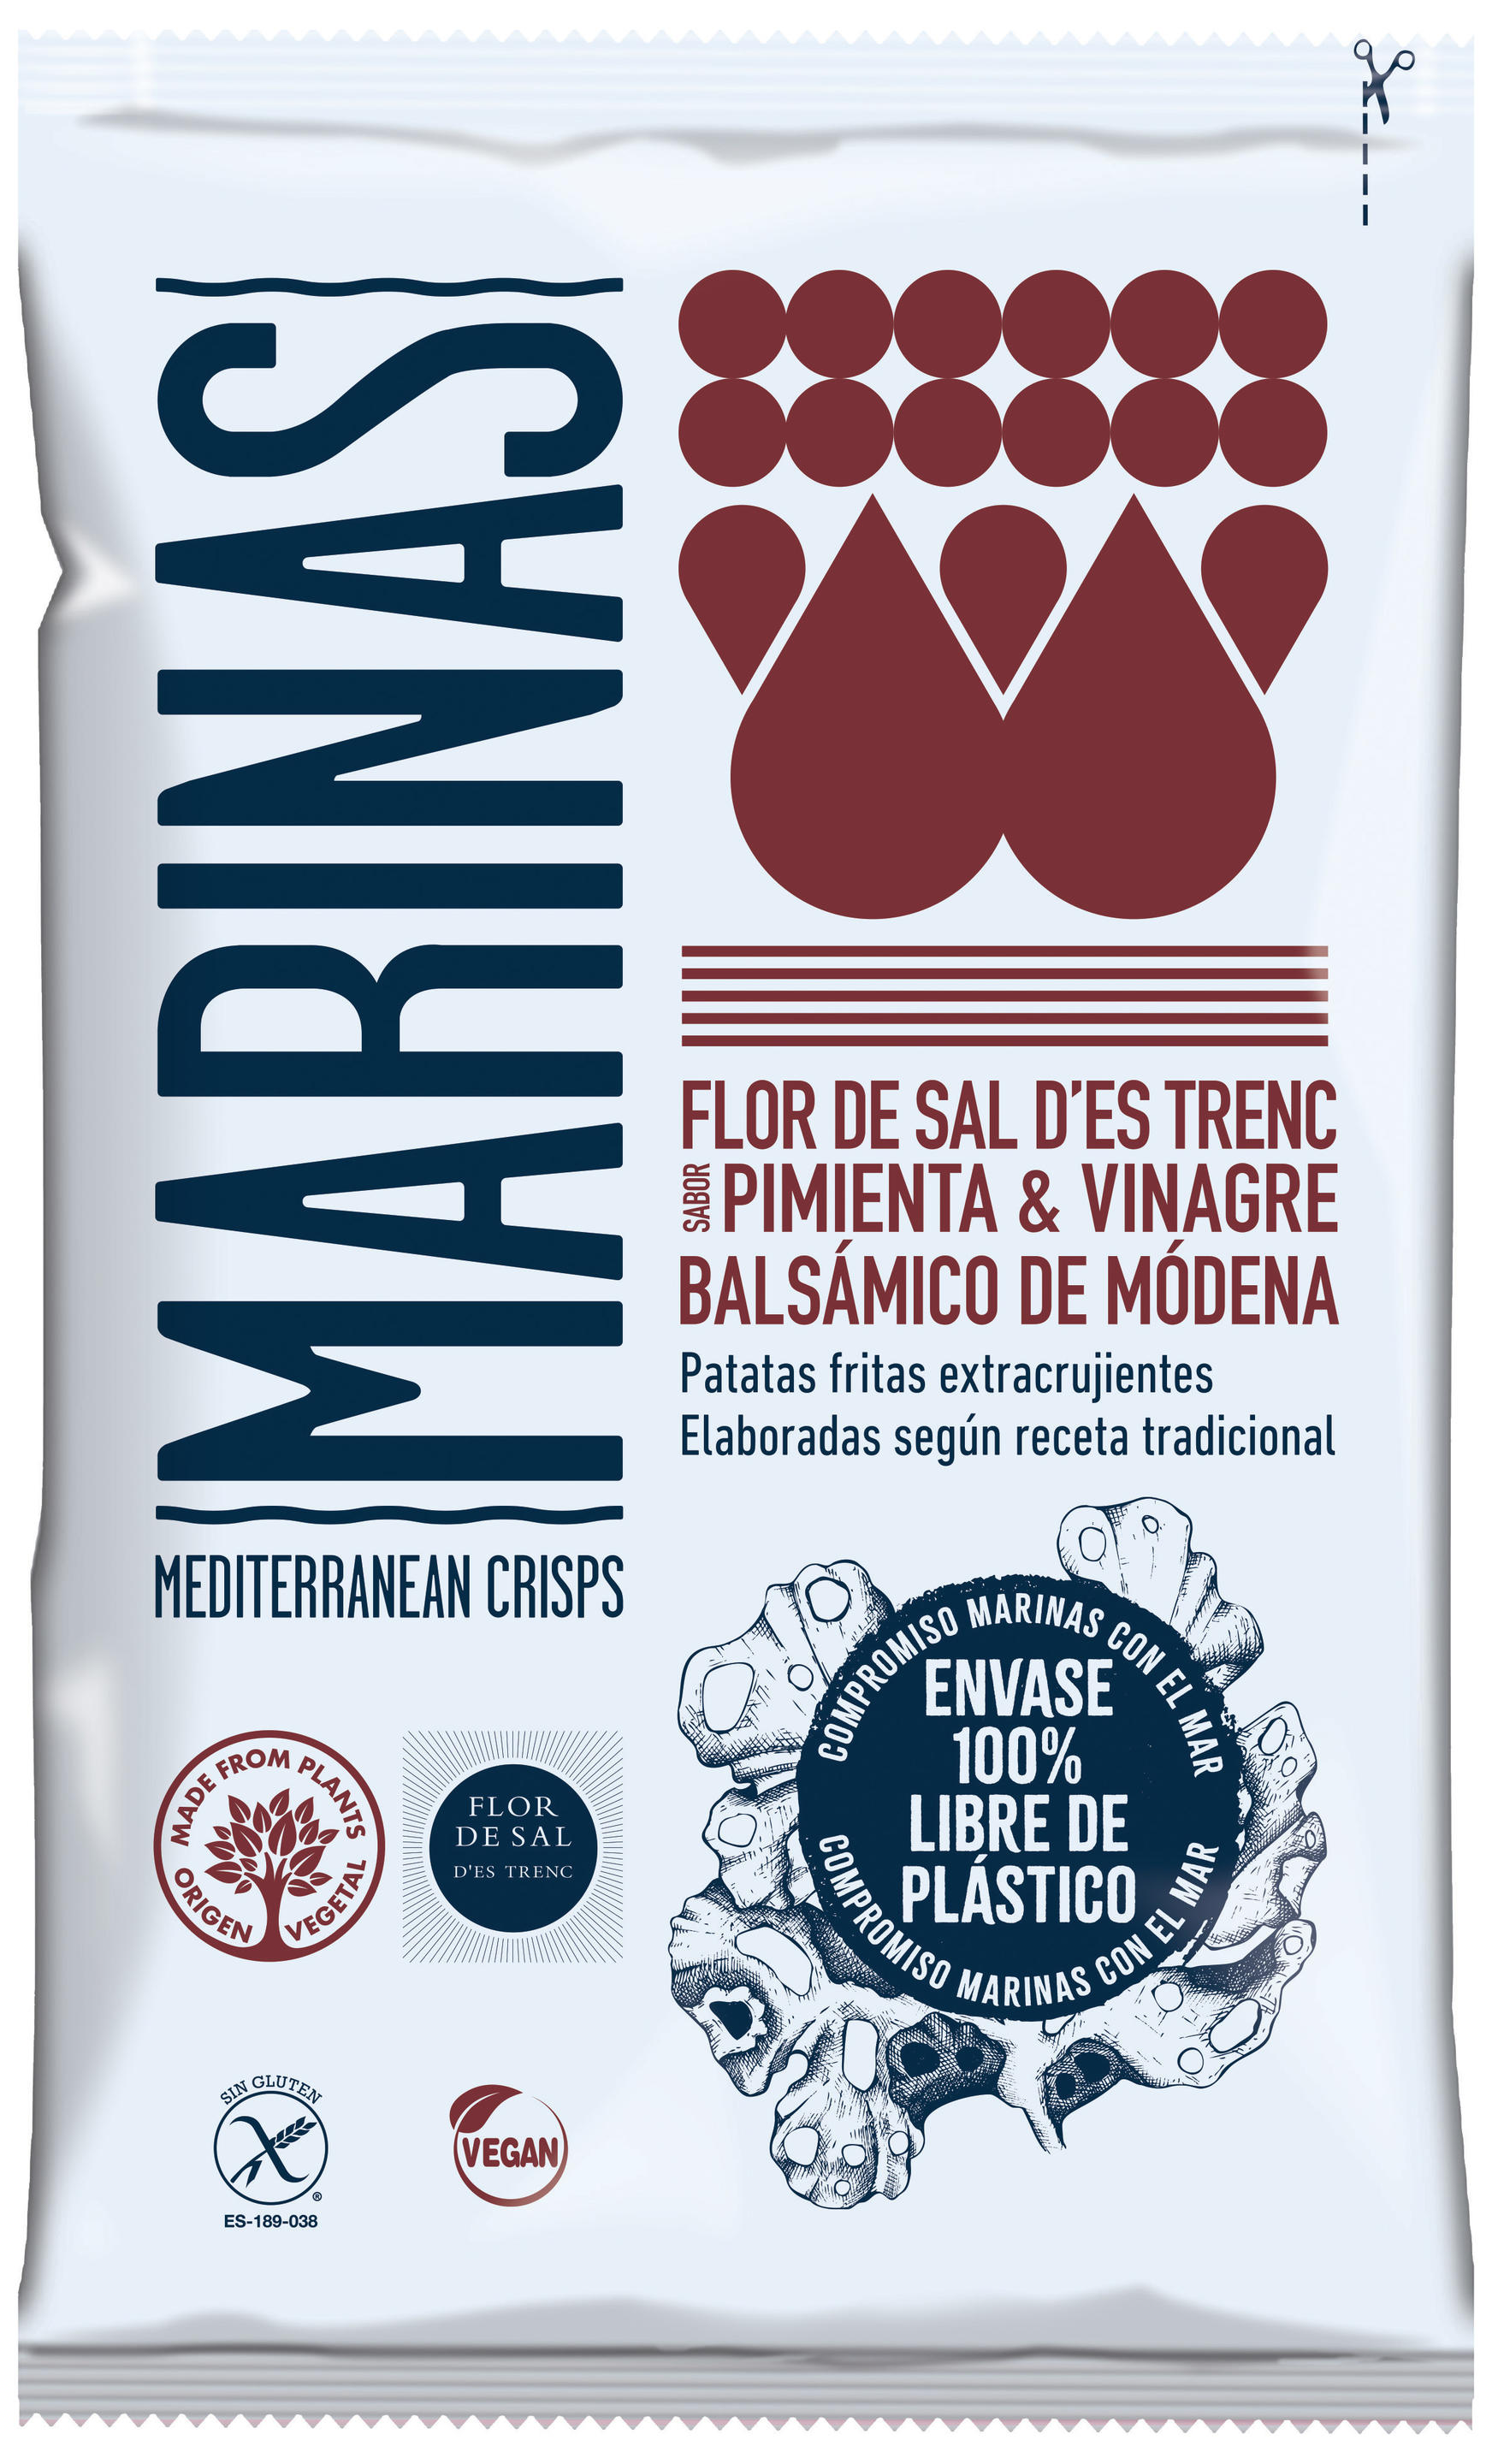 MARINAS
MEDITERRANEAN CRISPS
FLOR DE SAL D'ES TRENC
SABOR PIMIENTA & VINAGRE
BALSÁMICO DE MÓDENA
Patatas fritas extracrujientes
Elaboradas según receta tradicional
COMPROMISO MARINAS CON EL MAR
ENVASE
100%
LIBRE DE
PLÁSTICO
COMPROMISO MARINAS CON EL MAR
MADE FROM PLANTS
ORIGEN VEGETAL
FLOR
DE SAL
D'ES TRENC
SIN GLUTEN
®
ES-189-038
VEGAN